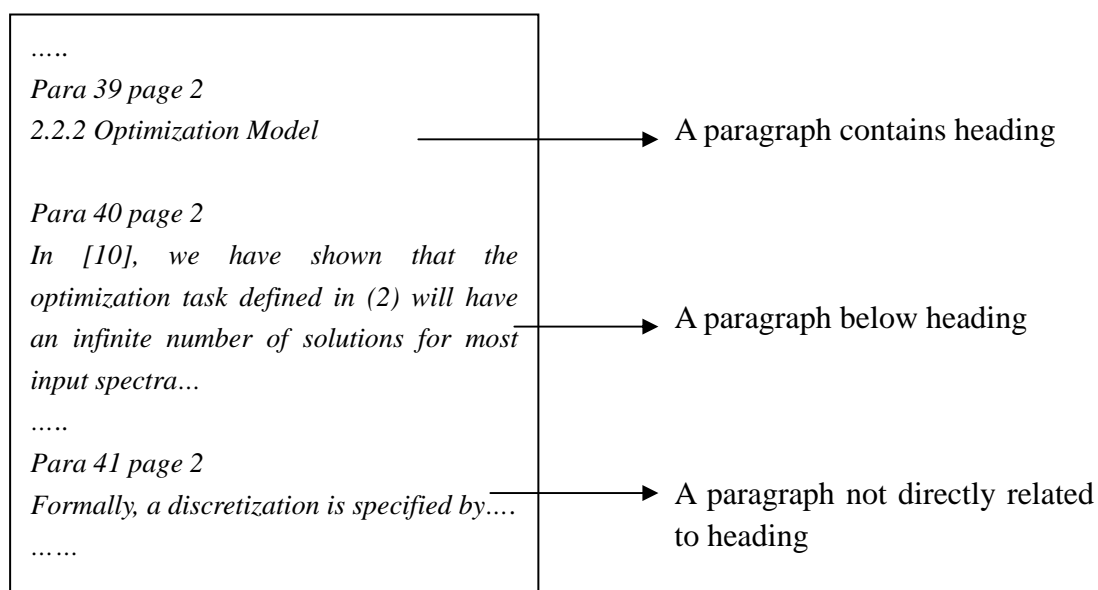 …..
Para 39 page 2
2.2.2 Optimization Model
A paragraph contains heading
Para 40 page 2
In [10], we have shown that the
optimization task defined in (2) will have
an infinite number of solutions for most
input spectra…
A paragraph below heading
…..
Para 41 page 2
Formally, a discretization is specified by….
……
A paragraph not directly related
to heading